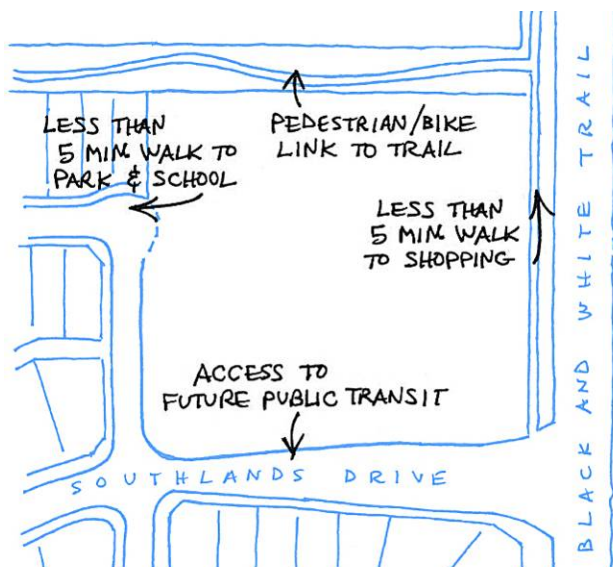 LESS THAN
5 MIN. WALK TO
PARK & SCHOOL
PEDESTRIAN/BIKE
LINK TO TRAIL
LESS THAN
5 MIN. WALK
TO SHOPPING
ACCESS TO
FUTURE PUBLIC TRANSIT
SOUTHLANDS DRIVE
BLACK AND WHITE TRAIL